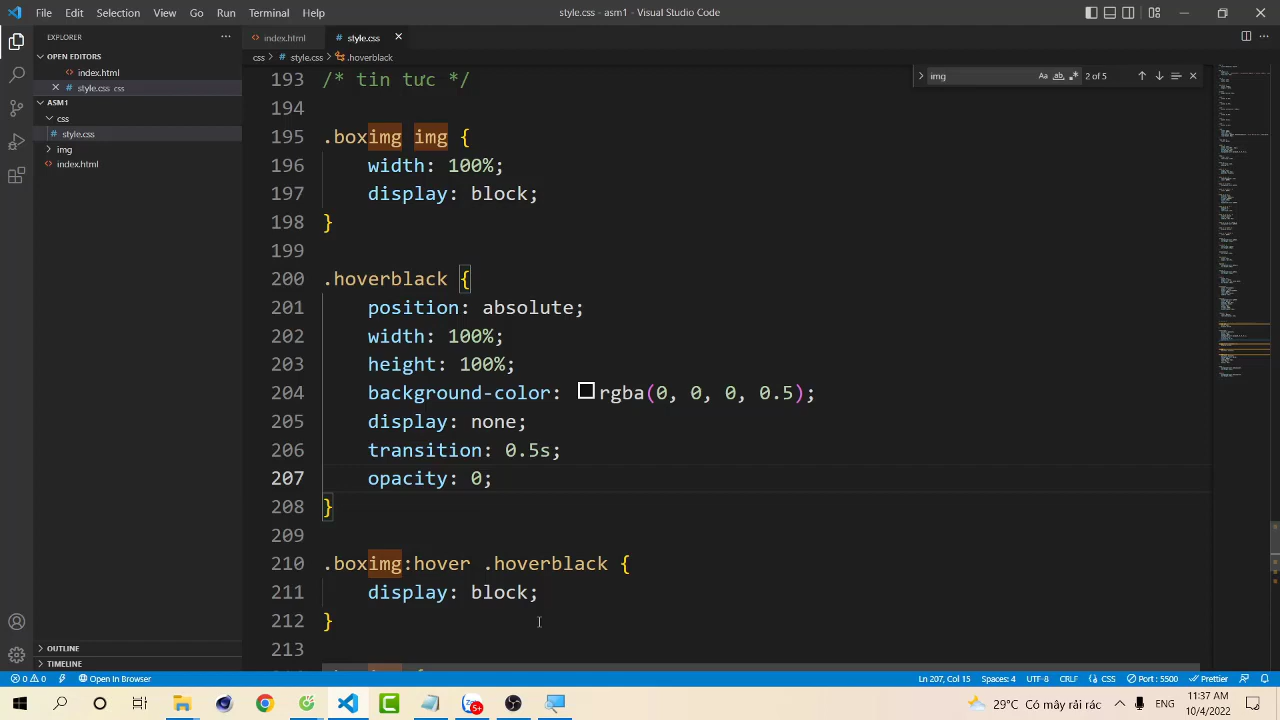 File Edit Selection View Go Run Terminal Help
style.css - asm1 - Visual Studio Code
EXPLORER
index.html
style.css
css > style.css > .hoverblack
OPEN EDITORS
index.html
style.css css
ASM1
css
style.css
img
index.html
OUTLINE
TIMELINE
img
Aa ab
2 of 5
193 /* tin tức */
194
195 .boximg img {
196 width: 100%;
197 display: block;
198 }
199
200 .hoverblack {
201 position: absolute;
202 width: 100%;
203 height: 100%;
204 background-color: rgba(0, 0, 0, 0.5);
205 display: none;
206 transition: 0.5s;
207 opacity: 0;
208 }
209
210 .boximg:hover .hoverblack {
211 display: block;
212 }
213
0 0 Open In Browser
Ln 207, Col 15 Spaces: 4 UTF-8 CRLF CSS Port : 5500 Prettier
5+
29°C Có mây rải rác
11:37 AM
10/4/2022